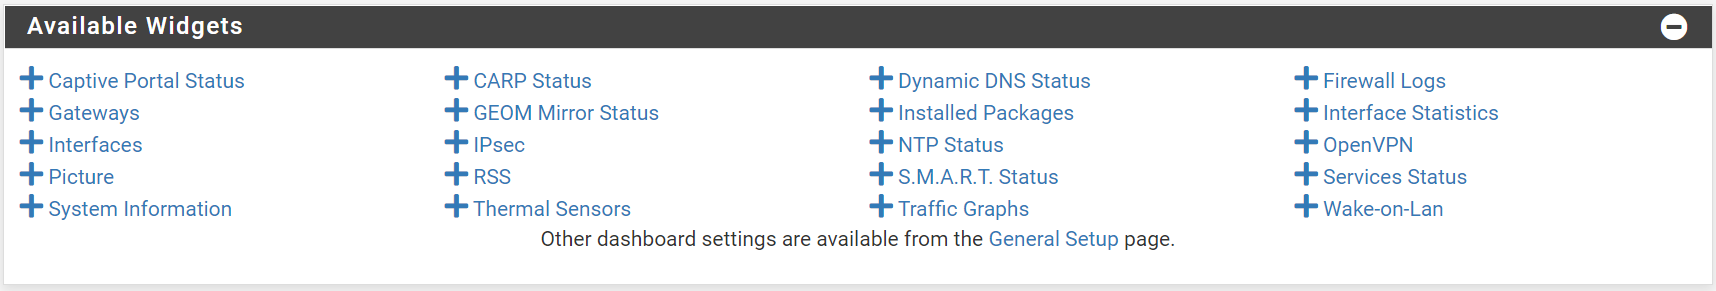 Available Widgets
Captive Portal Status CARP Status Dynamic DNS Status Firewall Logs
Gateways GEOM Mirror Status Installed Packages Interface Statistics
Interfaces IPsec NTP Status OpenVPN
Picture RSS S.M.A.R.T. Status Services Status
System Information Thermal Sensors Traffic Graphs Wake-on-Lan
Other dashboard settings are available from the General Setup page.